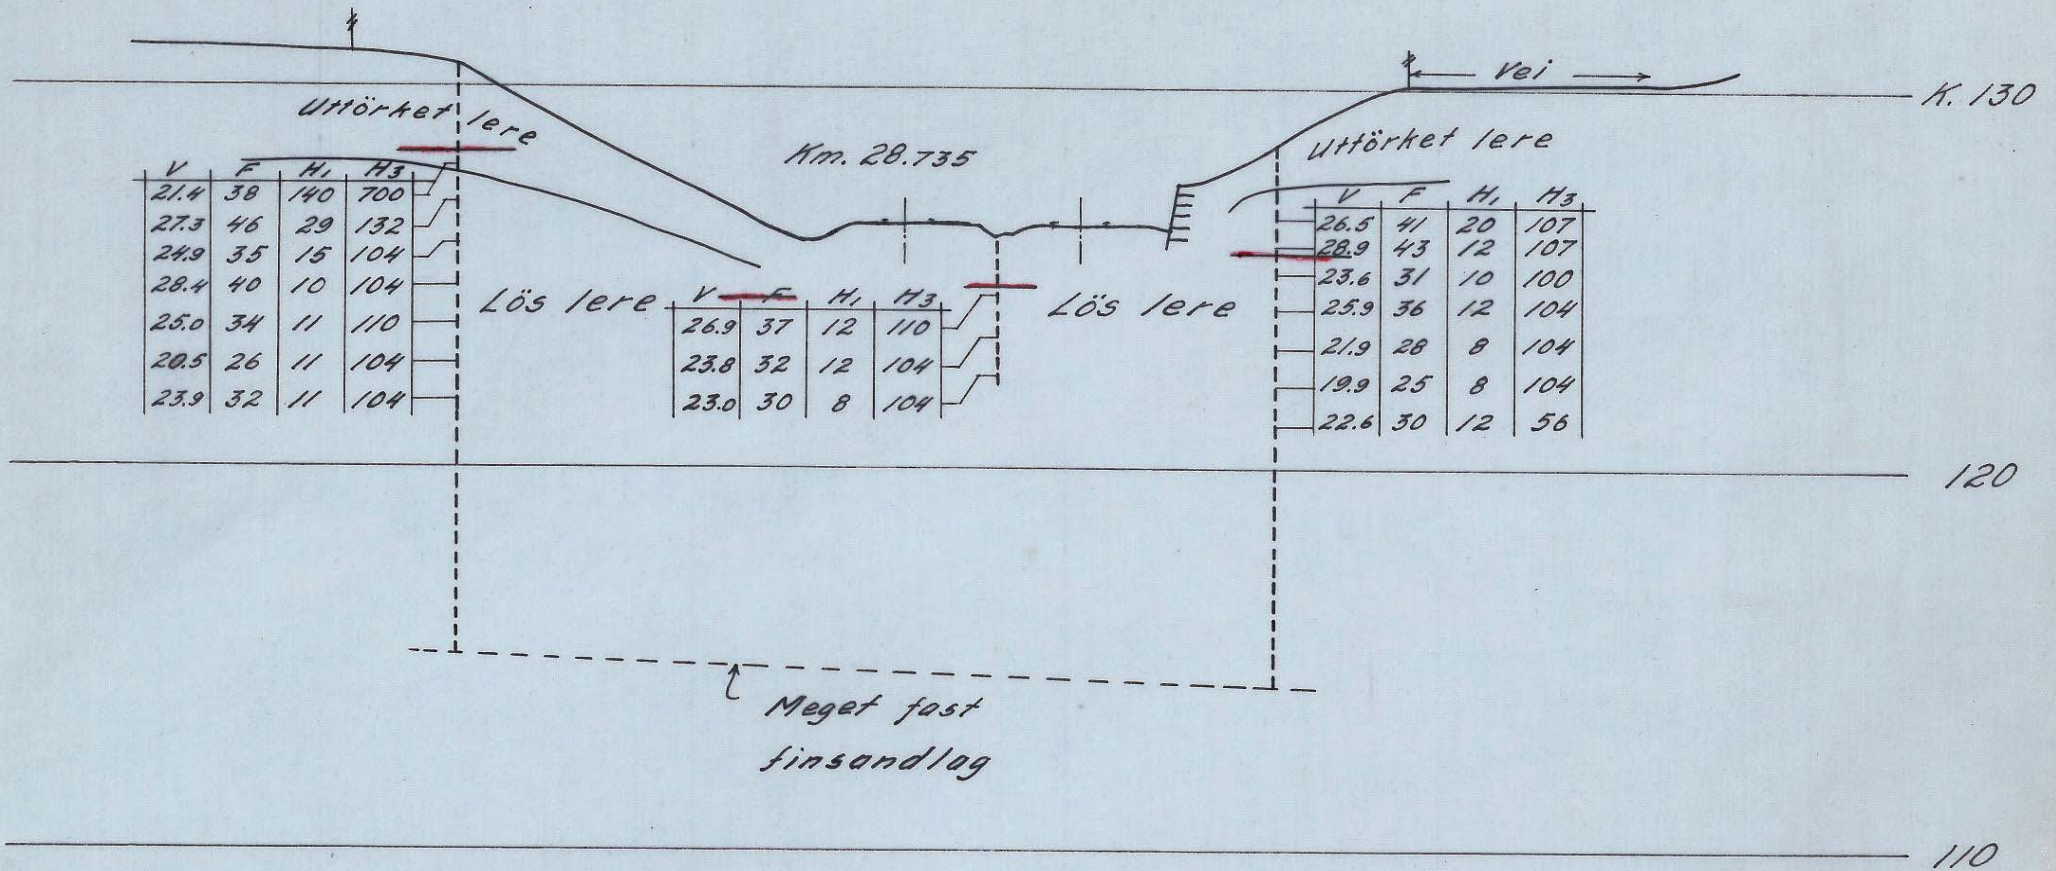 Vei
K. 130
Uttörket lere
Km. 28.735
Uttörket lere
V F H1 H3
21.4 38 140 700
27.3 46 29 132
24.9 35 15 104
28.4 40 10 104
25.0 34 11 110
20.5 26 11 104
23.9 32 11 104
Lös lere
V F H1 H3
26.9 37 12 110
23.8 32 12 104
23.0 30 8 104
Lös lere
V F H1 H3
26.5 41 20 107
28.9 43 12 107
23.6 31 10 100
25.9 36 12 104
21.9 28 8 104
19.9 25 8 104
22.6 30 12 56
120
Meget fast
finsandlag
110